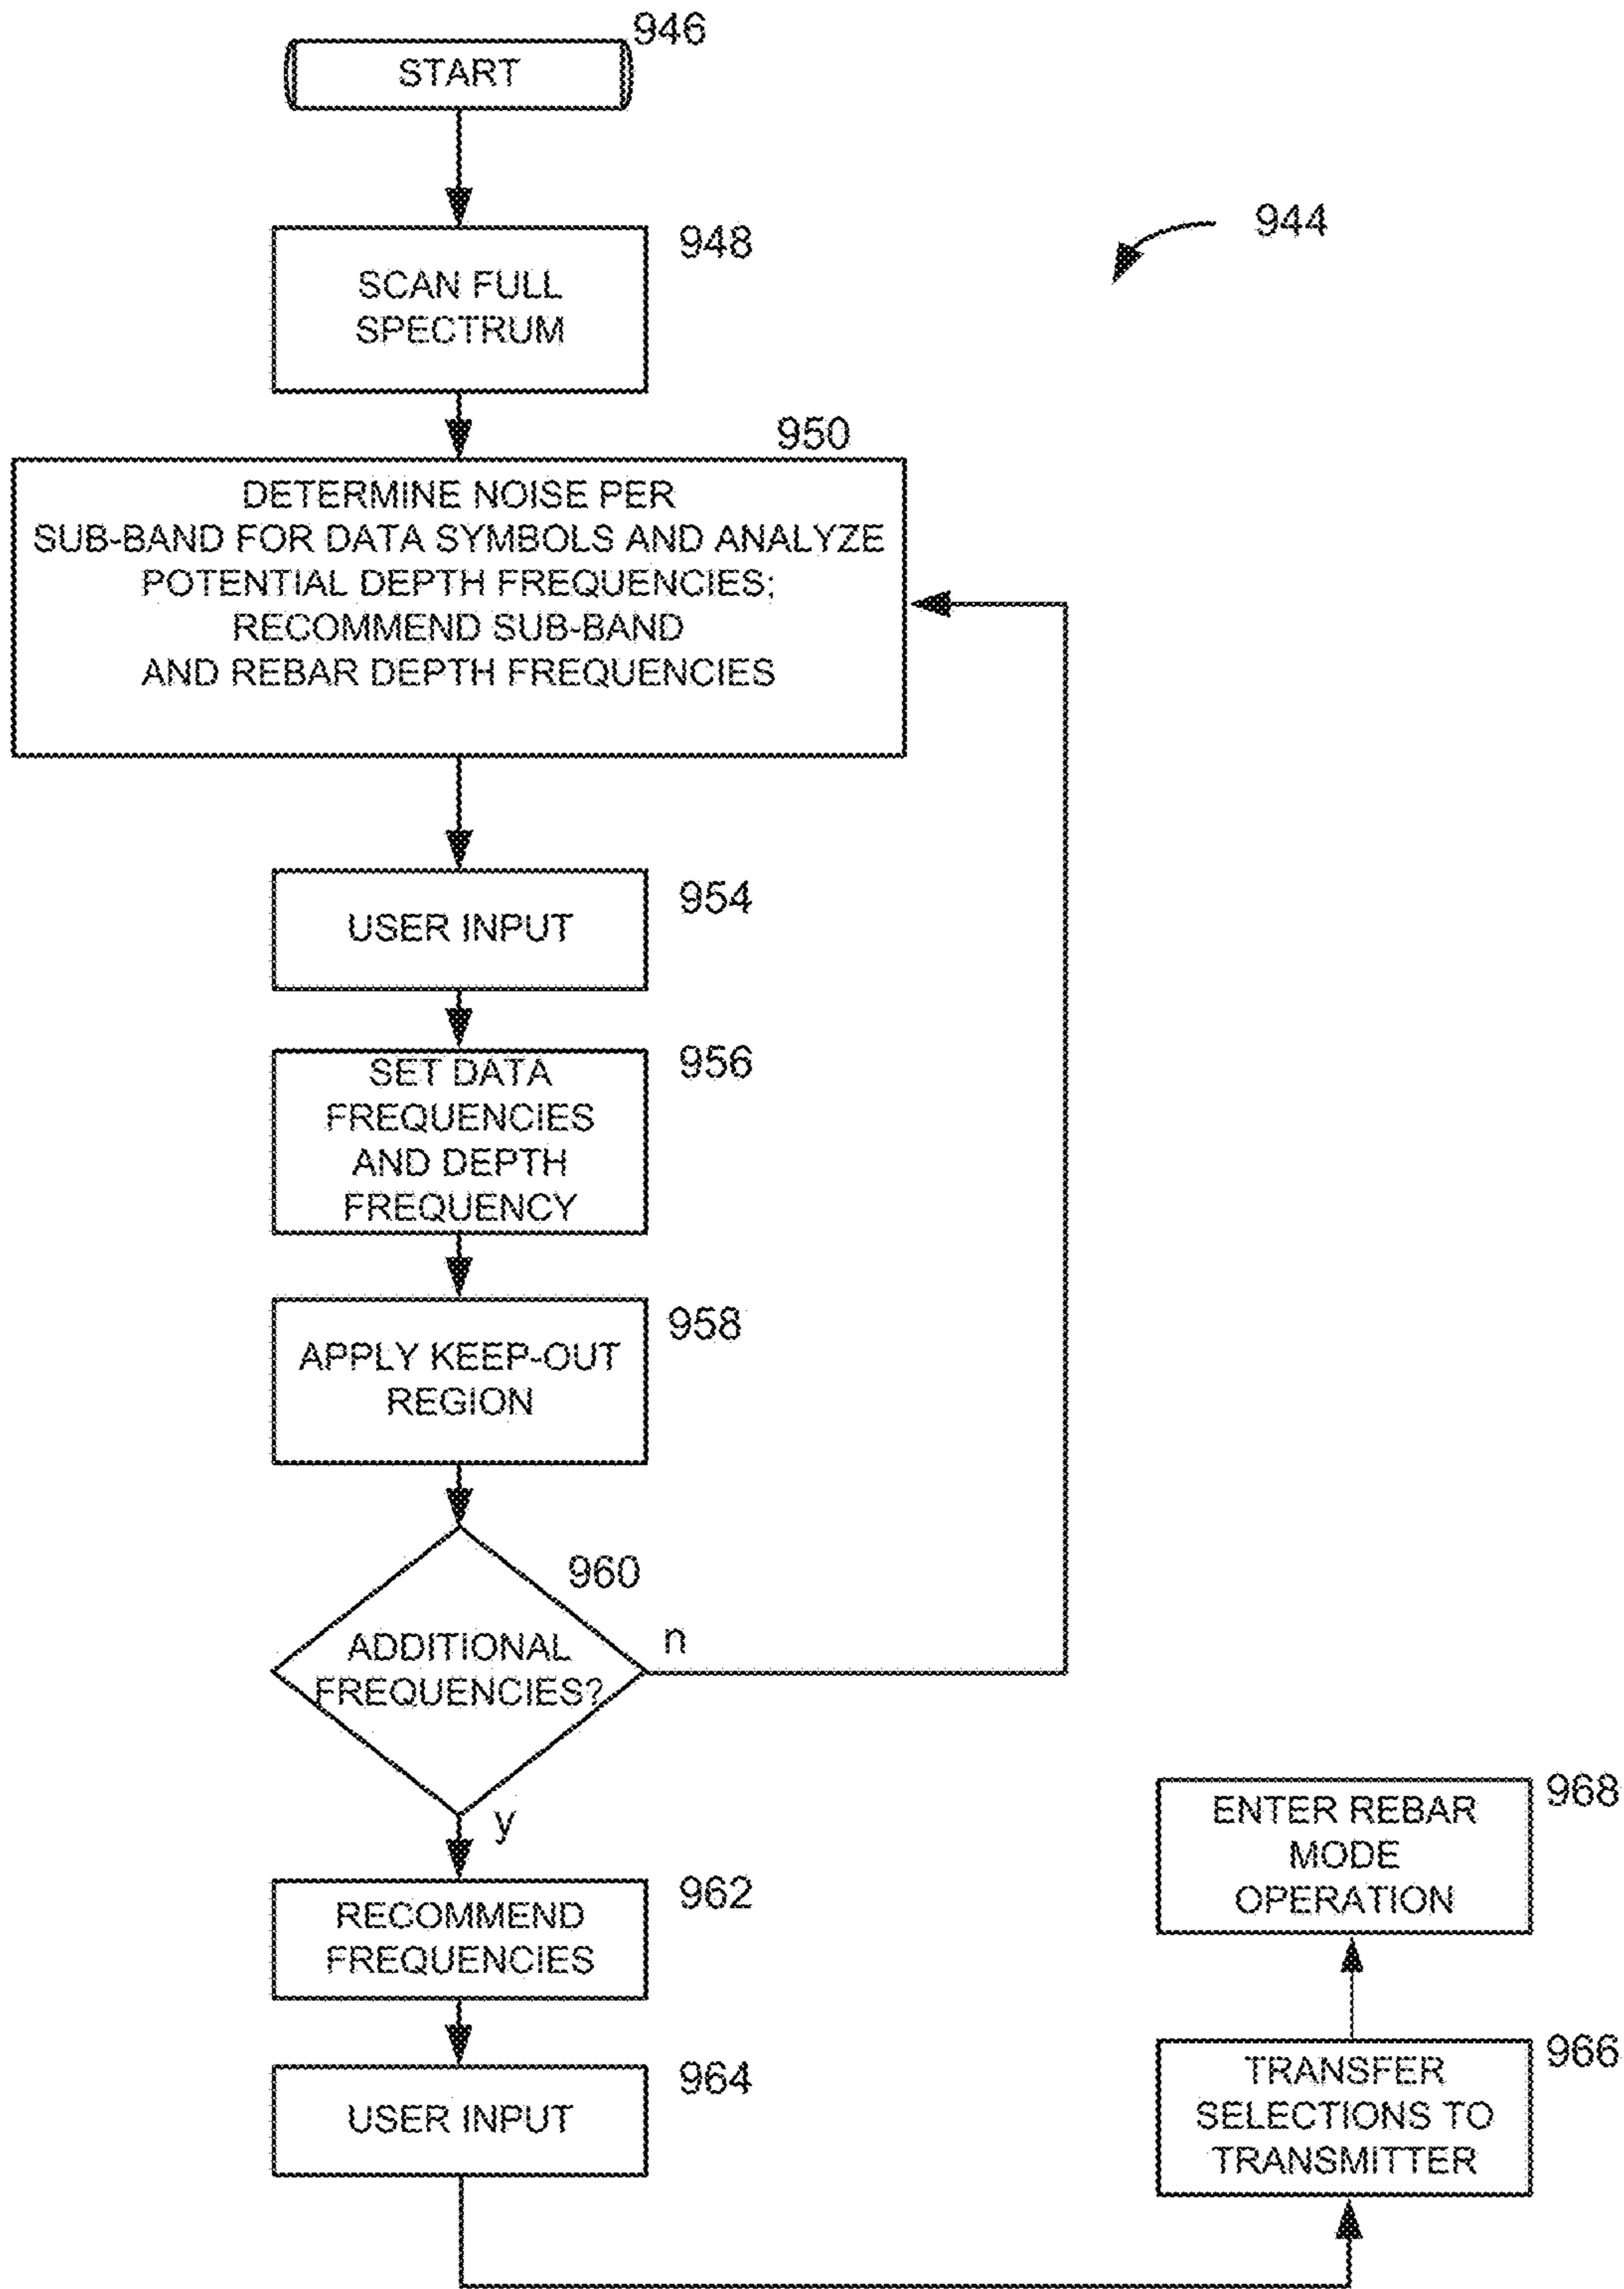 946
START
948
SCAN FULL
SPECTRUM
944
950
DETERMINE NOISE PER
SUB-BAND FOR DATA SYMBOLS AND ANALYZE
POTENTIAL DEPTH FREQUENCIES;
RECOMMEND SUB-BAND
AND REBAR DEPTH FREQUENCIES
954
USER INPUT
956
SET DATA
FREQUENCIES
AND DEPTH
FREQUENCY
958
APPLY KEEP-OUT
REGION
960
ADDITIONAL
FREQUENCIES?
n
y
962
RECOMMEND
FREQUENCIES
964
USER INPUT
966
TRANSFER
SELECTIONS TO
TRANSMITTER
968
ENTER REBAR
MODE
OPERATION